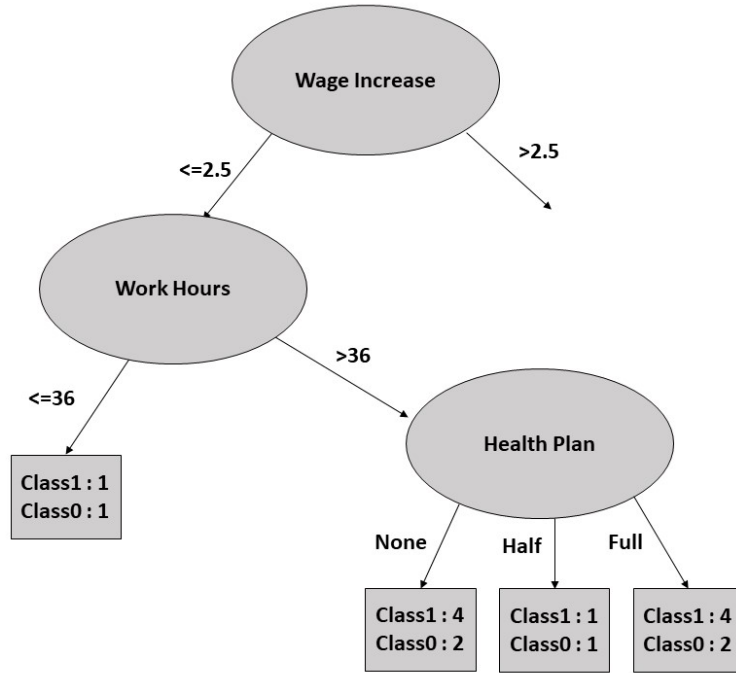 Wage Increase
<=2.5
>2.5
Work Hours
<=36
>36
Health Plan
Class1 : 1
Class0 : 1
None
Half
Full
Class1 : 4
Class0 : 2
Class1 : 1
Class0 : 1
Class1 : 4
Class0 : 2